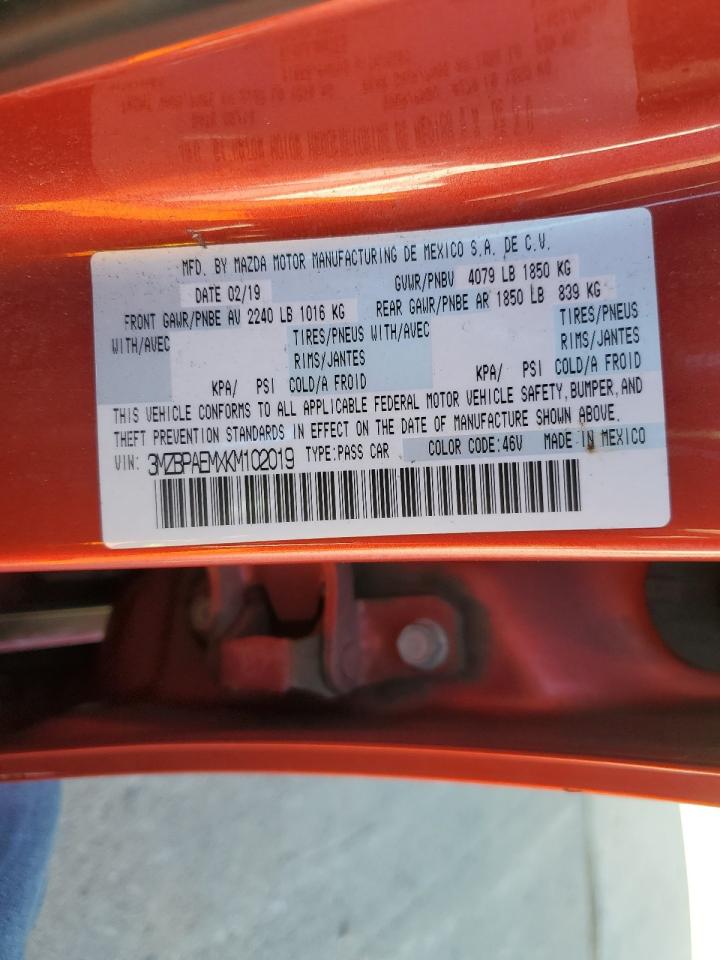 MFD. BY MAZDA MOTOR MANUFACTURING DE MEXICO S.A. DE C.V.
DATE 02/19 GVWR/PNBV 4079 LB 1850 KG
FRONT GAWR/PNBE AV 2240 LB 1016 KG REAR GAWR/PNBE AR 1850 LB 839 KG
WITH/AVEC TIRES/PNEUS WITH/AVEC TIRES/PNEUS
RIMS/JANTES RIMS/JANTES
KPA/ PSI COLD/A FROID KPA/ PSI COLD/A FROID
THIS VEHICLE CONFORMS TO ALL APPLICABLE FEDERAL MOTOR VEHICLE SAFETY, BUMPER, AND
THEFT PREVENTION STANDARDS IN EFFECT ON THE DATE OF MANUFACTURE SHOWN ABOVE.
VIN: 3MZBPAEMXKM102019 TYPE:PASS CAR COLOR CODE:46V MADE IN MEXICO